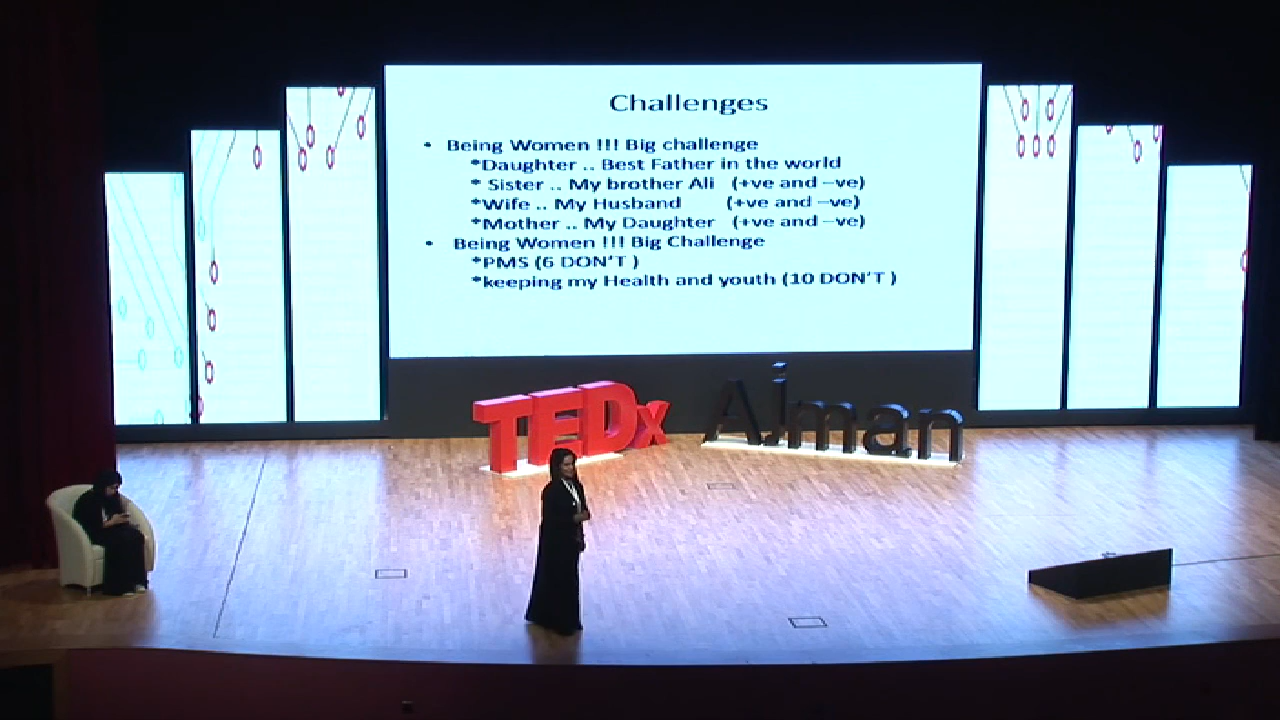 Challenges
• Being Women !!! Big challenge
*Daughter .. Best Father in the world
* Sister .. My brother Ali (+ve and –ve)
*Wife .. My Husband (+ve and –ve)
*Mother .. My Daughter (+ve and –ve)
• Being Women !!! Big Challenge
*PMS (6 DON'T )
*keeping my Health and youth (10 DON'T )
TEDx Ajman